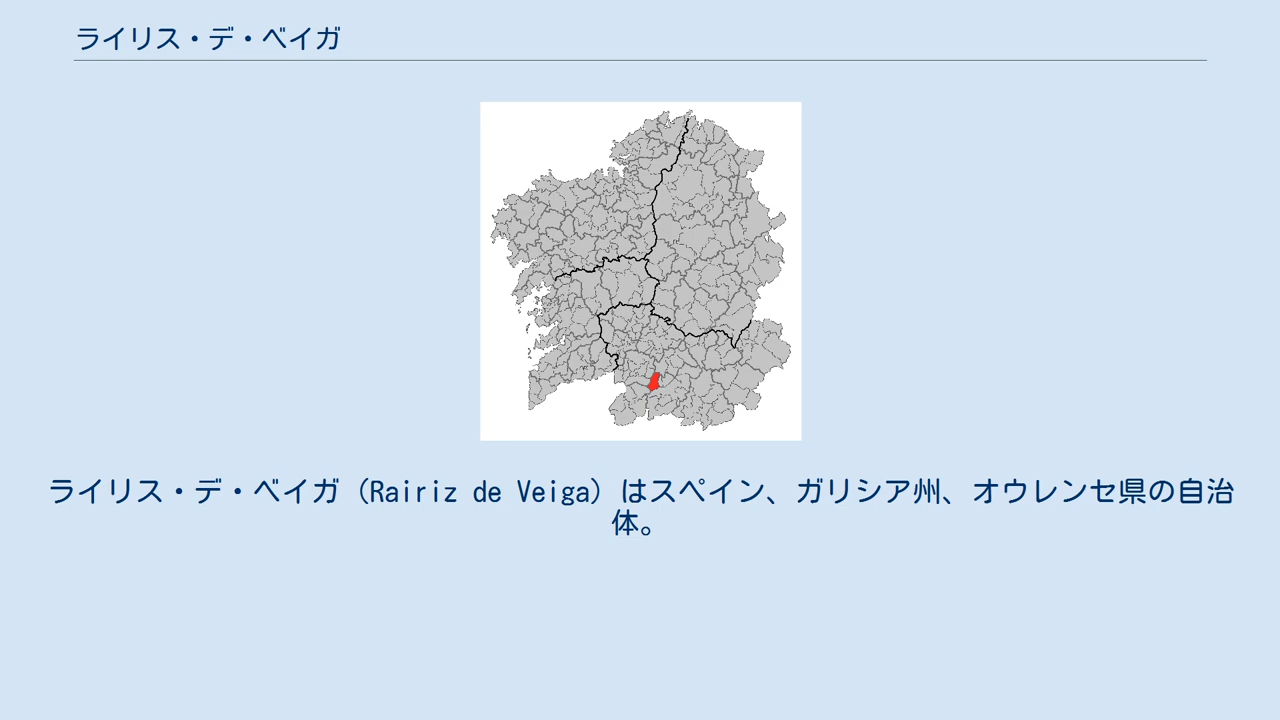 ライリス・デ・ベイガ
ライリス・デ・ベイガ（Rairiz de Veiga）はスペイン、ガリシア州、オウレンセ県の自治
体。